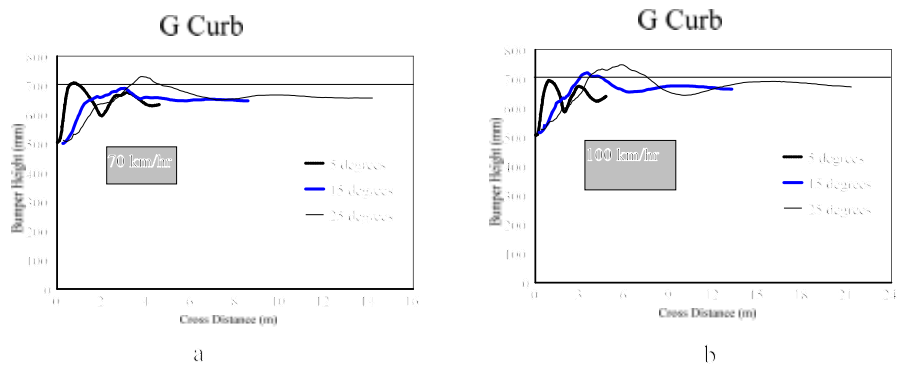 G Curb
800
700
600
500
400
300
200
100
0
Bumper Height (mm)
70 km/hr
5 degrees
15 degrees
25 degrees
0 2 4 6 8 10 12 14 16
Cross Distance (m)
a
G Curb
800
700
600
500
400
300
200
100
0
Bumper Height (mm)
100 km/hr
5 degrees
15 degrees
25 degrees
0 3 6 9 12 15 18 21 24
Cross Distance (m)
b